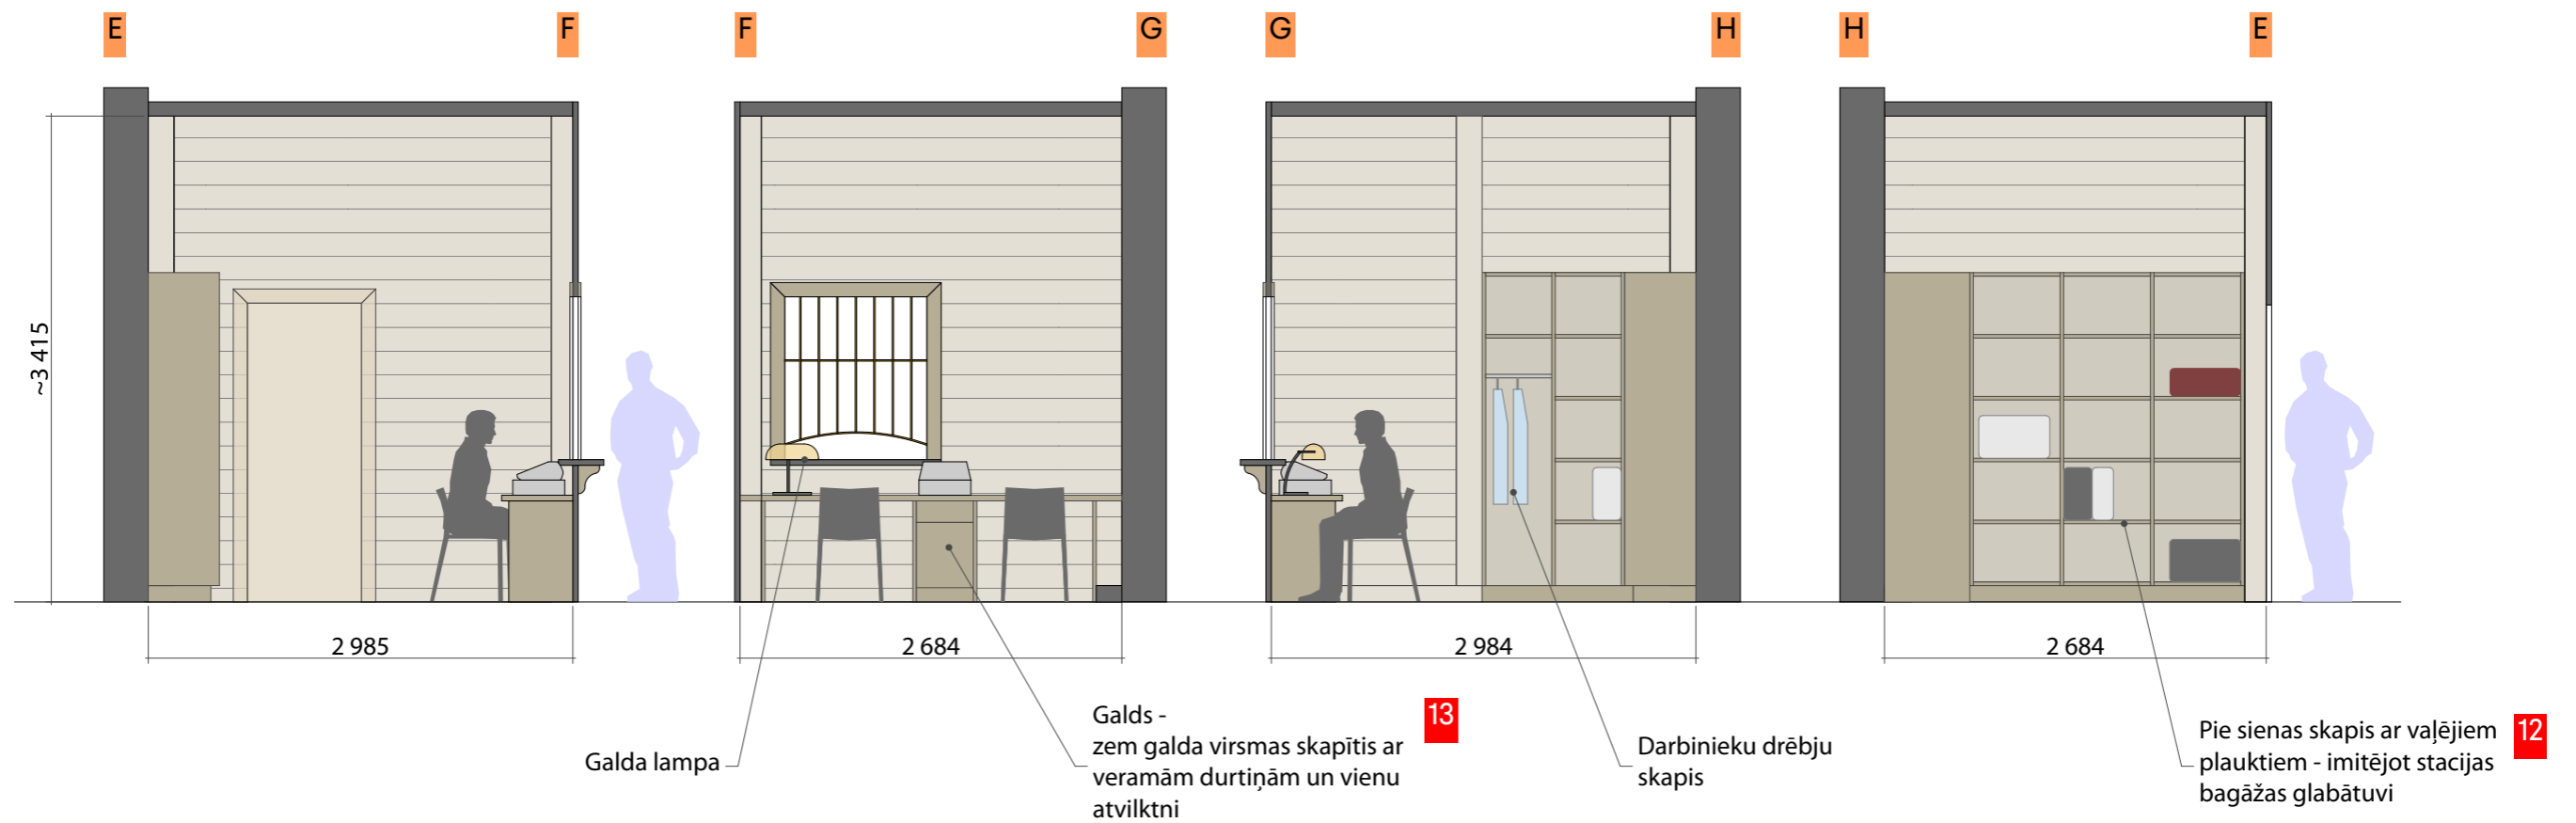 E F F G G H H E
~3 415
2 985 2 684 2 984 2 684
Galda lampa
Galds - 13
zem galda virsmas skapītis ar
veramām durtiņām un vienu
atvilktni
Darbinieku drēbju
skapis
Pie sienas skapis ar vaļējiem 12
plauktiem - imitējot stacijas
bagāžas glabātuvi